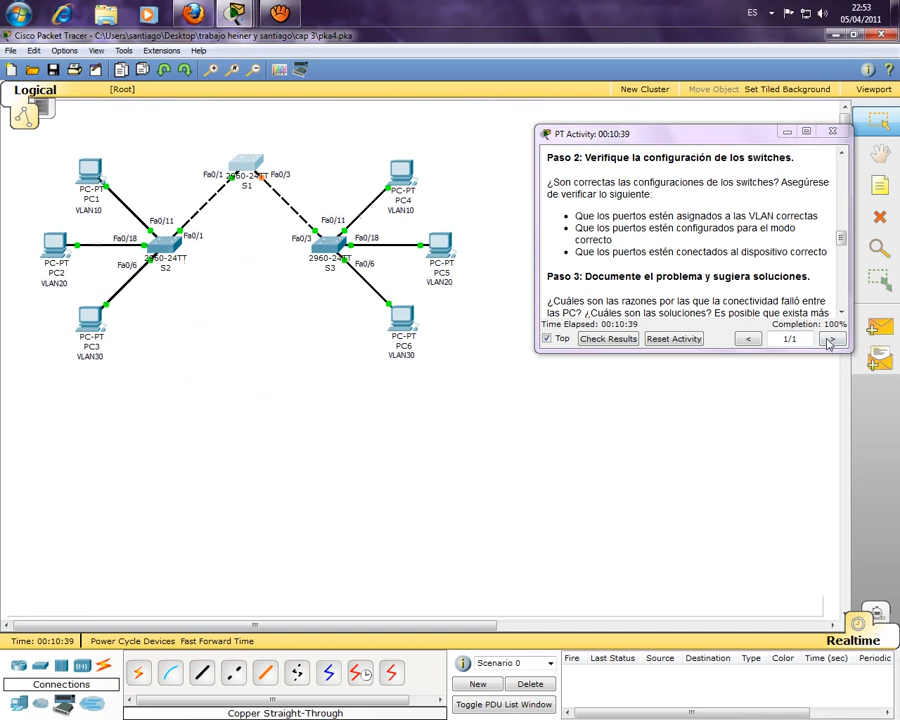 ES
22:53
05/04/2011
Cisco Packet Tracer - C:\Users\santiago\Desktop\trabajo heiner y santiago\cap 3\pka4.pka
File Edit Options View Tools Extensions Help
Logical
[Root]
New Cluster
Move Object
Set Tiled Background
Viewport
PT Activity: 00:10:39
Paso 2: Verifique la configuración de los switches.
¿Son correctas las configuraciones de los switches? Asegúrese
de verificar lo siguiente:
Que los puertos estén asignados a las VLAN correctas
Que los puertos estén configurados para el modo
correcto
Que los puertos estén conectados al dispositivo correcto
Paso 3: Documente el problema y sugiera soluciones.
¿Cuáles son las razones por las que la conectividad falló entre
las PC? ¿Cuáles son las soluciones? Es posible que exista más
Time Elapsed: 00:10:39
Completion: 100%
Top
Check Results
Reset Activity
<
1/1
>
Fa0/1
Fa0/3
2960-24TT
S1
PC-PT
PC1
VLAN10
Fa0/11
PC-PT
PC4
VLAN10
Fa0/11
Fa0/18
Fa0/1
2960-24TT
S2
PC-PT
PC2
VLAN20
Fa0/6
Fa0/3
Fa0/18
2960-24TT
S3
PC-PT
PC5
VLAN20
Fa0/6
PC-PT
PC3
VLAN30
PC-PT
PC6
VLAN30
Time: 00:10:39
Power Cycle Devices
Fast Forward Time
Realtime
Connections
Copper Straight-Through
Scenario 0
New
Delete
Toggle PDU List Window
Fire
Last Status
Source
Destination
Type
Color
Time (sec)
Periodic